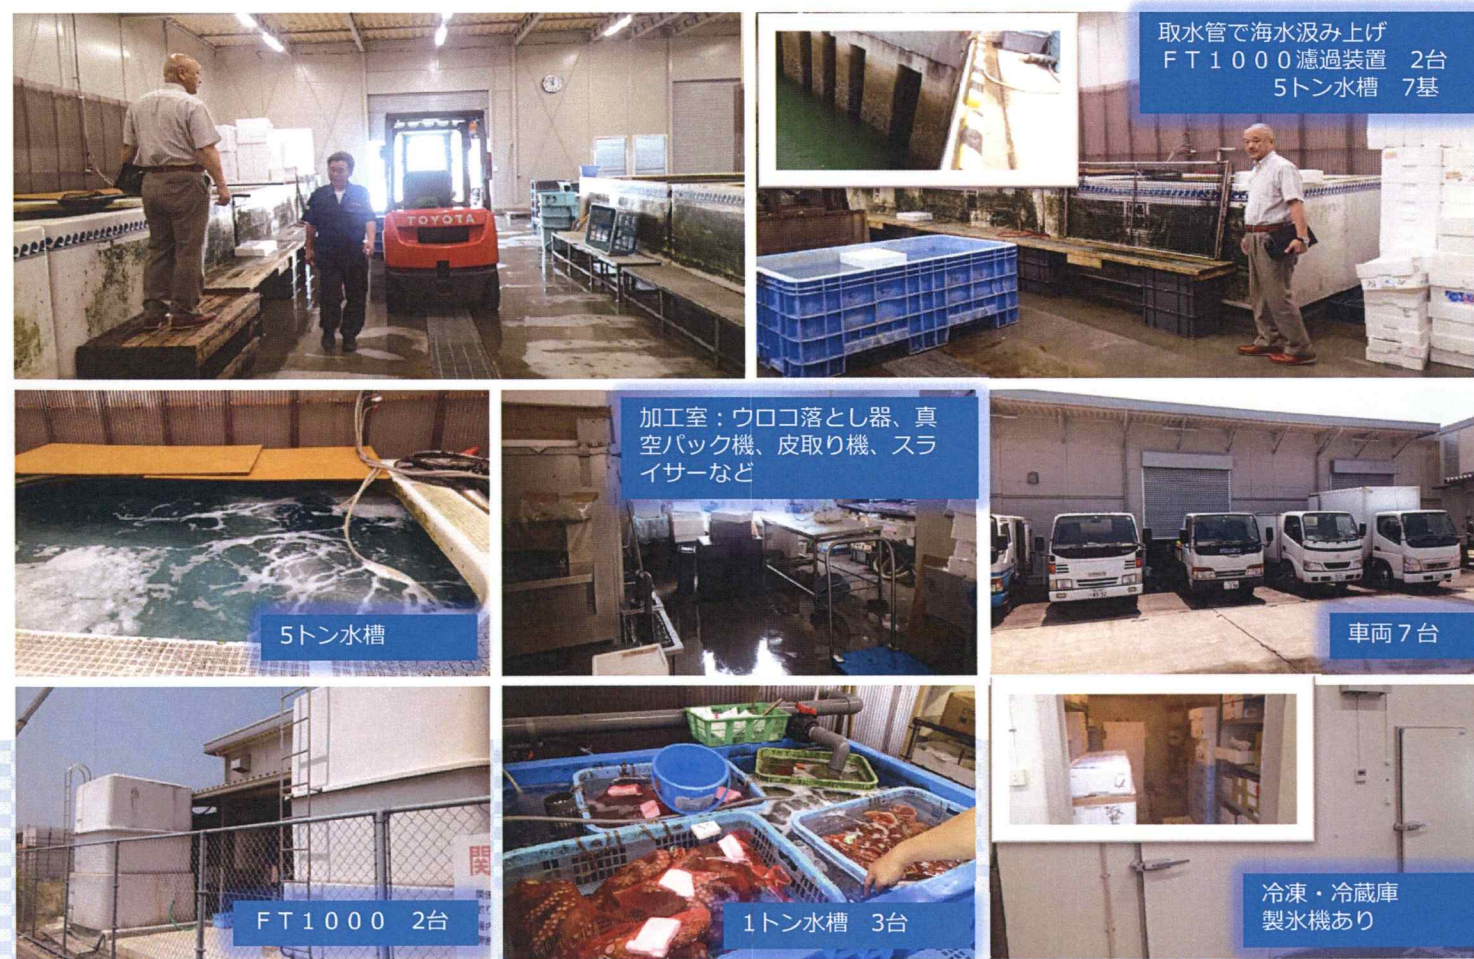 取水管で海水汲み上げ
FT1000濾過装置 2台
5トン水槽 7基
TOYOTA
加工室：ウロコ落とし器、真
空パック機、皮取り機、スラ
イサーなど
5トン水槽
ISUZU
車両7台
FT1000 2台
関
1トン水槽 3台
冷凍・冷蔵庫
製氷機あり